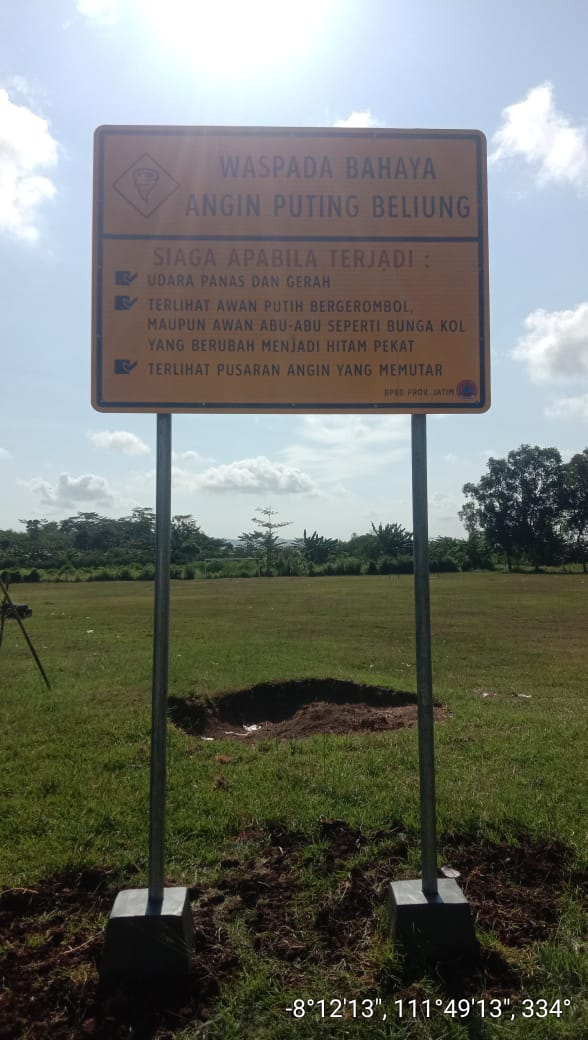 WASPADA BAHAYA
ANGIN PUTING BELIUNG
SIAGA APABILA TERJADI :
UDARA PANAS DAN GERAH
TERLIHAT AWAN PUTIH BERGEROMBOL,
MAUPUN AWAN ABU-ABU SEPERTI BUNGA KOL
YANG BERUBAH MENJADI HITAM PEKAT
TERLIHAT PUSARAN ANGIN YANG MEMUTAR
BPBD PROV. JATIM
-8°12'13", 111°49'13", 334°